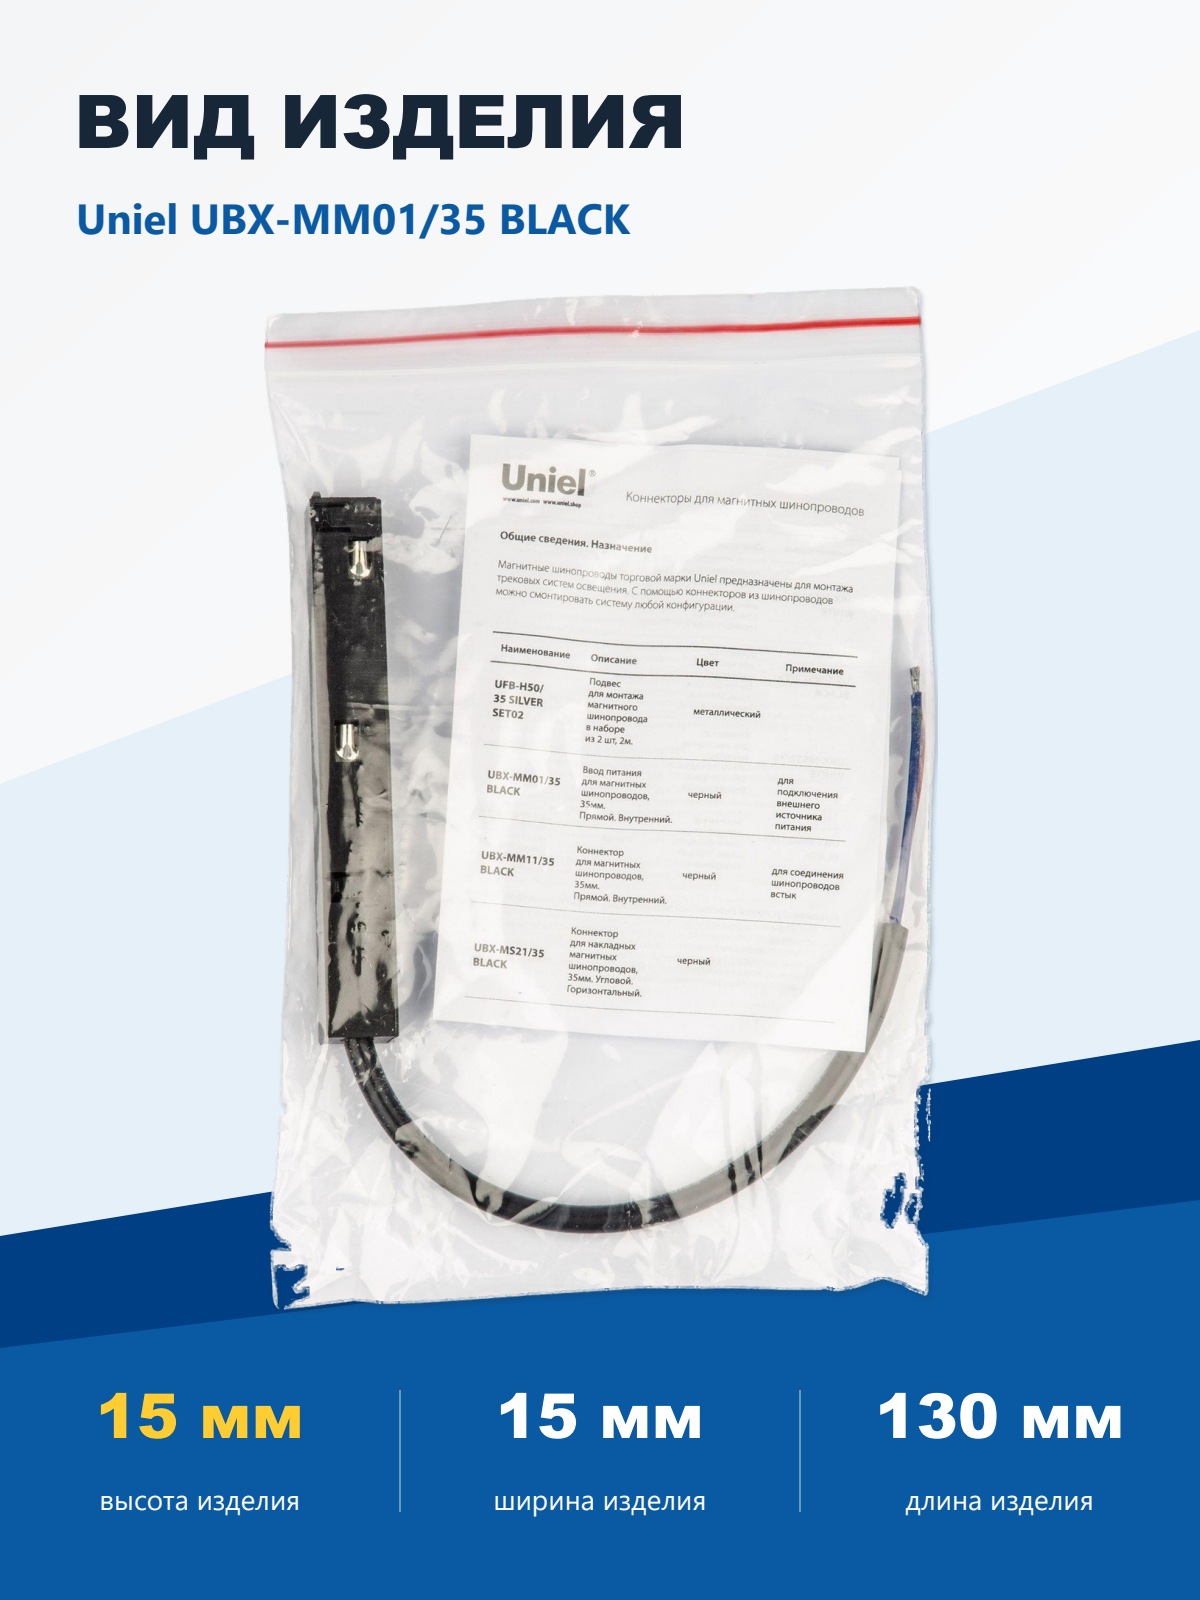 ВИД ИЗДЕЛИЯ
Uniel UBX-MM01/35 BLACK
Uniel®
www.uniel.com www.uniel.shop
Коннекторы для магнитных шинопроводов
Общие сведения. Назначение
Магнитные шинопроводы торговой марки Uniel предназначены для монтажа
трековых систем освещения. С помощью коннекторов из шинопроводов
можно смонтировать систему любой конфигурации.
Наименование Описание Цвет Примечание
UFB-H50/
35 SILVER
SET02
Подвес
для монтажа
магнитного
шинопровода
в наборе
из 2 шт, 2м.
металлический
UBX-MM01/35
BLACK
Ввод питания
для магнитных
шинопроводов,
35мм.
Прямой. Внутренний.
черный
для
подключения
внешнего
источника
питания
UBX-MM11/35
BLACK
Коннектор
для магнитных
шинопроводов,
35мм.
Прямой. Внутренний.
черный
для соединения
шинопроводов
встык
UBX-MS21/35
BLACK
Коннектор
для накладных
магнитных
шинопроводов,
35мм. Угловой.
Горизонтальный.
черный
15 мм
высота изделия
15 мм
ширина изделия
130 мм
длина изделия